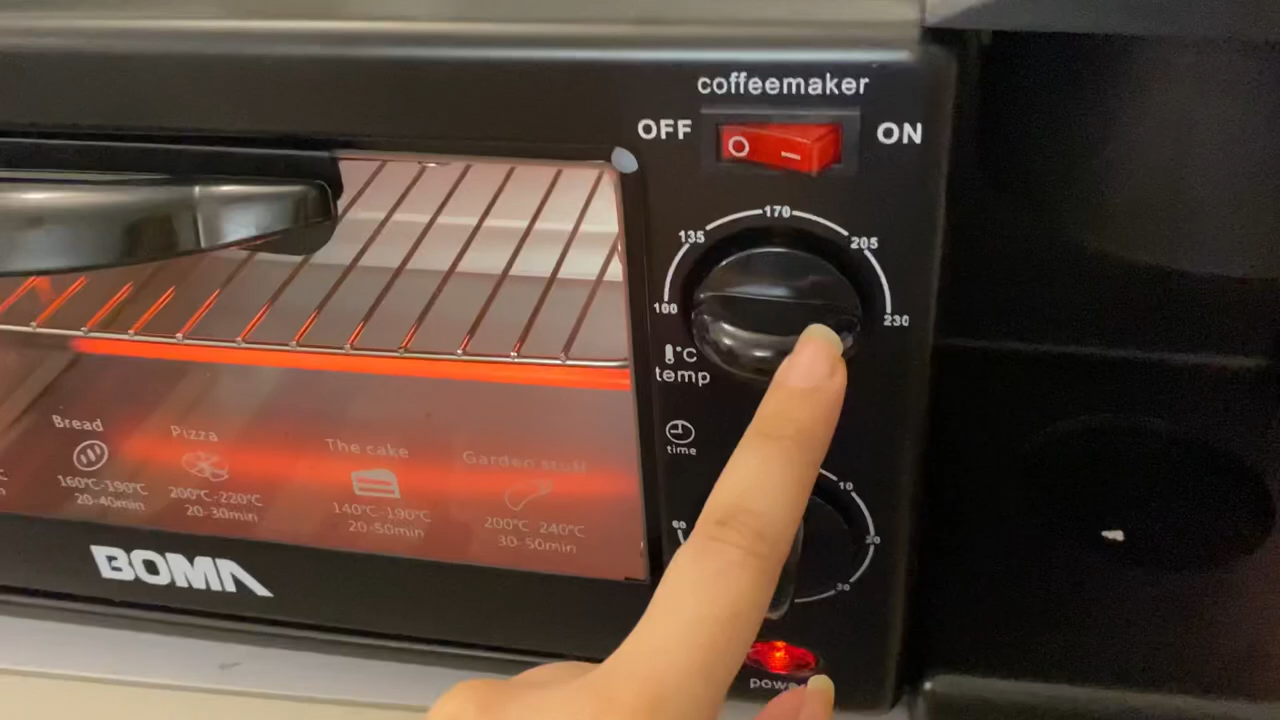 coffeemaker
OFF
ON
170
135
205
100
230
°C
temp
time
10
60
20
30
Bread
160°C-190°C
20-40min
Pizza
200°C-220°C
20-30min
The cake
140°C-190°C
20-50min
Garden stuff
200°C 240°C
30-50min
BOMA
power